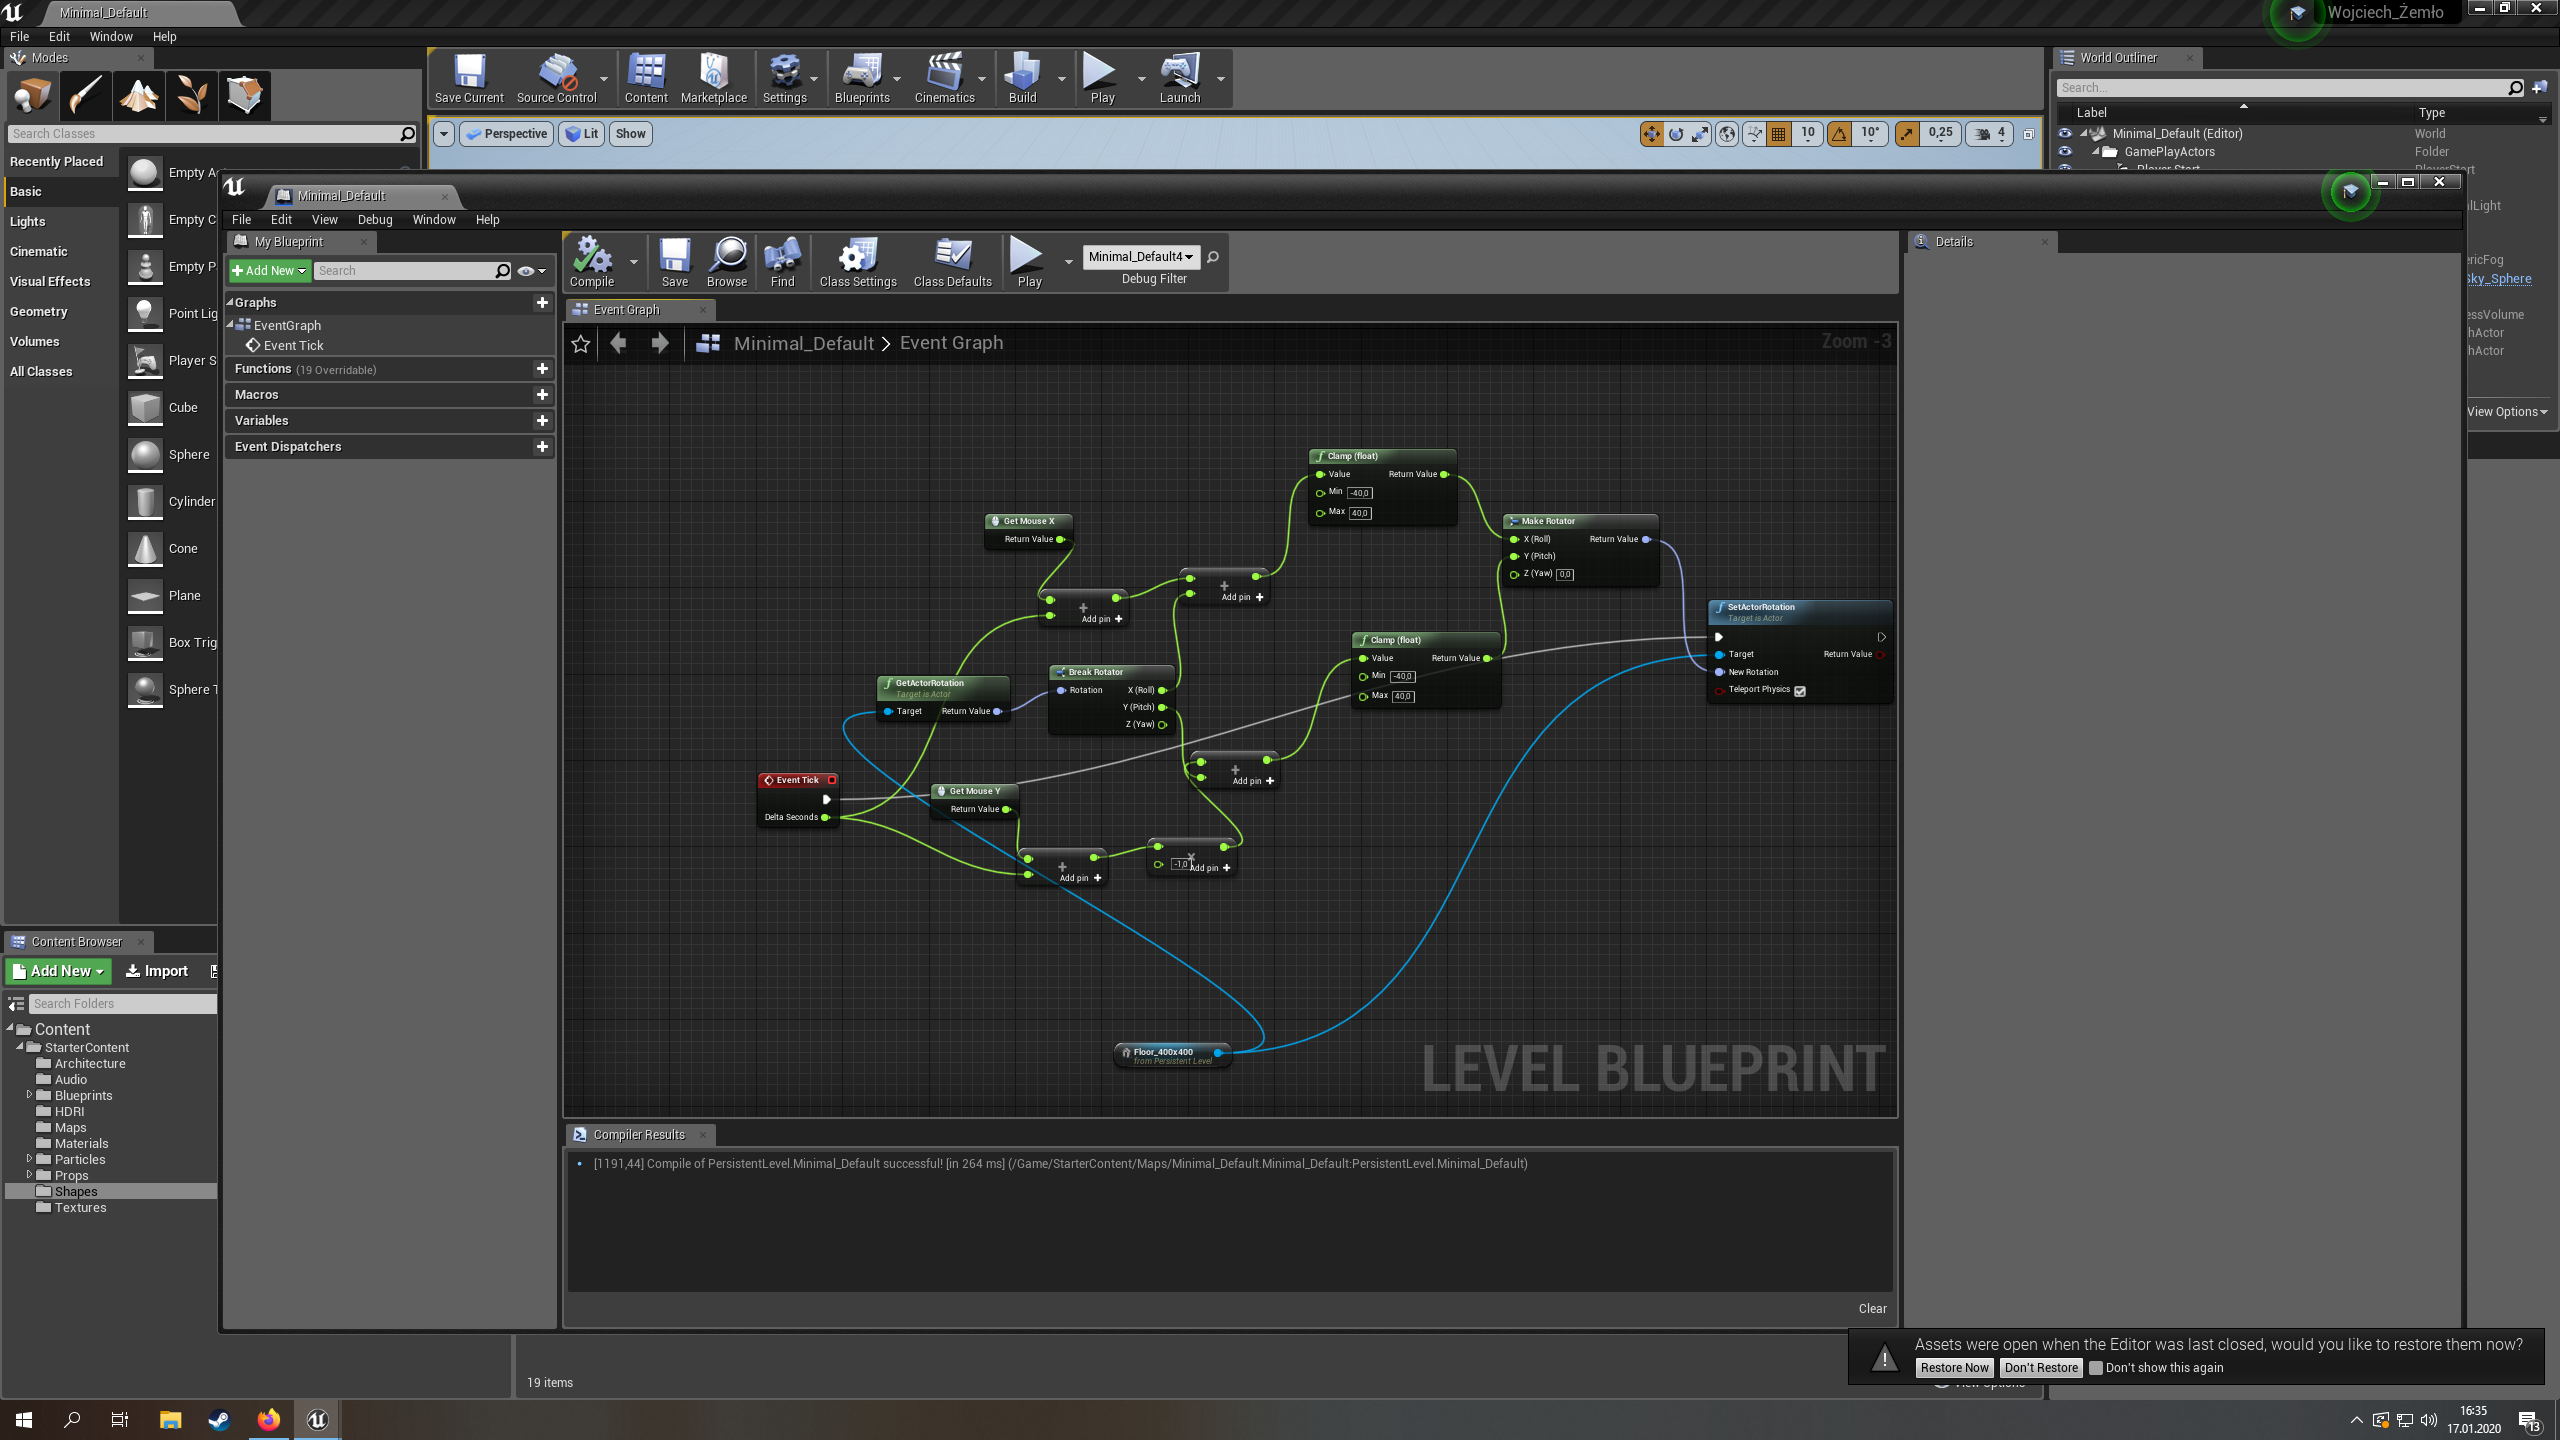 Minimal_Default
Wojciech_Żemło
File Edit Window Help
Modes
Search Classes
Recently Placed
Basic
Lights
Cinematic
Visual Effects
Geometry
Volumes
All Classes
Empty
Empty C
Empty P
Point Lig
Player S
Cube
Sphere
Cylinder
Cone
Plane
Box Trig
Sphere T
Save Current
Source Control
Content
Marketplace
Settings
Blueprints
Cinematics
Build
Play
Launch
Perspective
Lit
Show
10
10°
0,25
4
World Outliner
Search...
Label Type
Minimal_Default (Editor) World
GamePlayActors Folder
alLight
ericFog
Sky_Sphere
essVolume
hActor
hActor
View Options
Minimal_Default
File Edit View Debug Window Help
My Blueprint
Add New
Search
Graphs
EventGraph
Event Tick
Functions (19 Overridable)
Macros
Variables
Event Dispatchers
Compile
Save
Browse
Find
Class Settings
Class Defaults
Play
Minimal_Default4
Debug Filter
Event Graph
Minimal_Default > Event Graph
Zoom -3
Clamp (float)
Value Return Value
Min -40,0
Max 40,0
Get Mouse X
Return Value
Make Rotator
X (Roll) Return Value
Y (Pitch)
Z (Yaw) 0,0
+
Add pin +
+
Add pin +
SetActorRotation
Target is Actor
Target Return Value
New Rotation
Teleport Physics
Clamp (float)
Value Return Value
Min -40,0
Max 40,0
GetActorRotation
Target is Actor
Target Return Value
Break Rotator
Rotation X (Roll)
Y (Pitch)
Z (Yaw)
+
Add pin +
Event Tick
Delta Seconds
Get Mouse Y
Return Value
+
Add pin +
-1,0
Add pin +
Floor_400x400
from Persistent Level
LEVEL BLUEPRINT
Details
Compiler Results
[1191,44] Compile of PersistentLevel.Minimal_Default successful! [in 264 ms] (/Game/StarterContent/Maps/Minimal_Default.Minimal_Default:PersistentLevel.Minimal_Default)
Clear
Content Browser
Add New
Import
Search Folders
Content
StarterContent
Architecture
Audio
Blueprints
HDRI
Maps
Materials
Particles
Props
Shapes
Textures
19 items
Assets were open when the Editor was last closed, would you like to restore them now?
Restore Now
Don't Restore
Don't show this again
16:35
17.01.2020
13